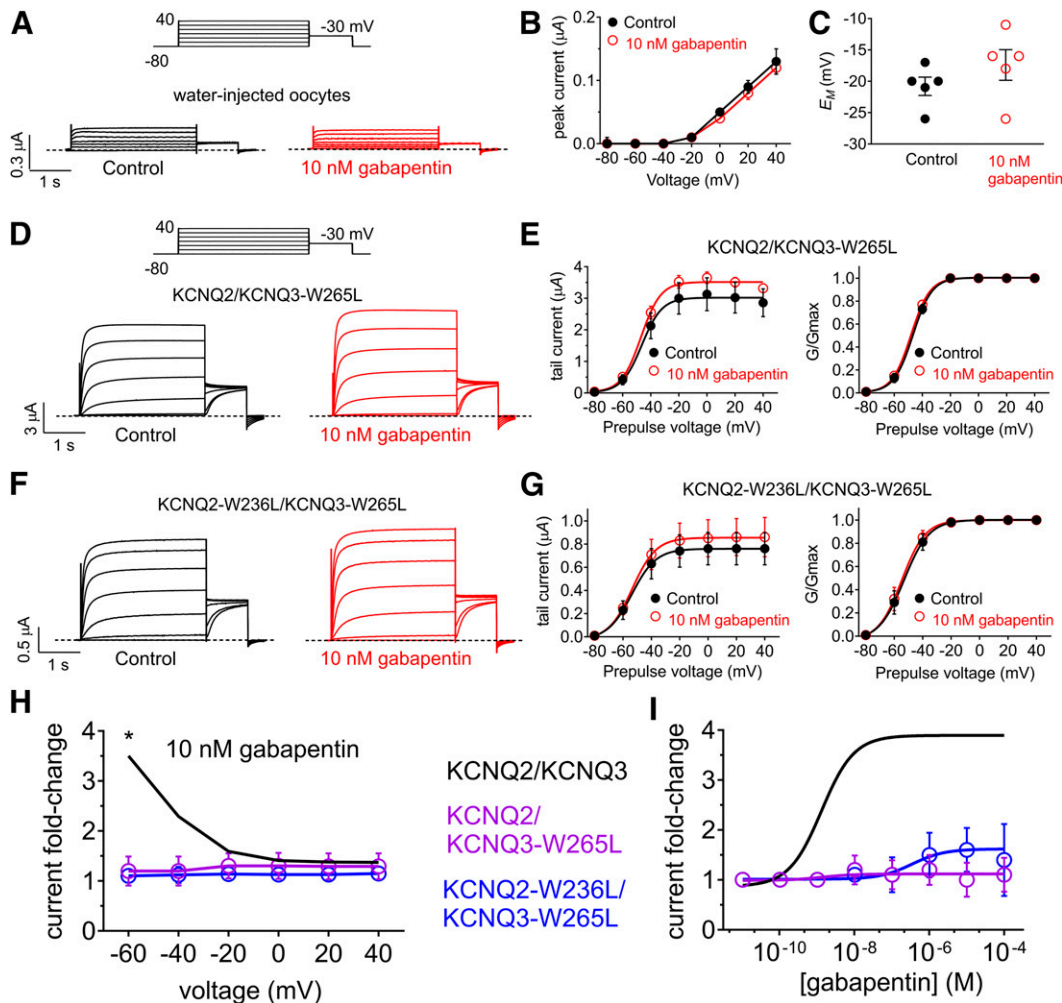 A
40
-30 mV
-80
water-injected oocytes
0.3 µA
1 s
Control
10 nM gabapentin
B
peak current (µA)
0.2
0.1
0.0
Control
10 nM gabapentin
-80 -60 -40 -20 0 20 40
Voltage (mV)
C
E_M (mV)
-10
-15
-20
-25
-30
Control
10 nM
gabapentin
D
40
-30 mV
-80
KCNQ2/KCNQ3-W265L
3 µA
1 s
Control
10 nM gabapentin
E
KCNQ2/KCNQ3-W265L
tail current (µA)
4
3
2
1
0
Control
10 nM gabapentin
-80 -60 -40 -20 0 20 40
Prepulse voltage (mV)
G/Gmax
1.0
0.8
0.6
0.4
0.2
0.0
Control
10 nM gabapentin
-80 -60 -40 -20 0 20 40
Prepulse voltage (mV)
F
KCNQ2-W236L/KCNQ3-W265L
0.5 µA
1 s
Control
10 nM gabapentin
G
KCNQ2-W236L/KCNQ3-W265L
tail current (µA)
1.0
0.8
0.6
0.4
0.2
0.0
Control
10 nM gabapentin
-80 -60 -40 -20 0 20 40
Prepulse voltage (mV)
G/Gmax
1.0
0.8
0.6
0.4
0.2
0.0
Control
10 nM gabapentin
-80 -60 -40 -20 0 20 40
Prepulse voltage (mV)
H
current fold-change
4
3
2
1
0
*
10 nM gabapentin
-60 -40 -20 0 20 40
voltage (mV)
KCNQ2/KCNQ3
KCNQ2/
KCNQ3-W265L
KCNQ2-W236L/
KCNQ3-W265L
I
current fold-change
4
3
2
1
0
10⁻¹⁰ 10⁻⁸ 10⁻⁶ 10⁻⁴
[gabapentin] (M)